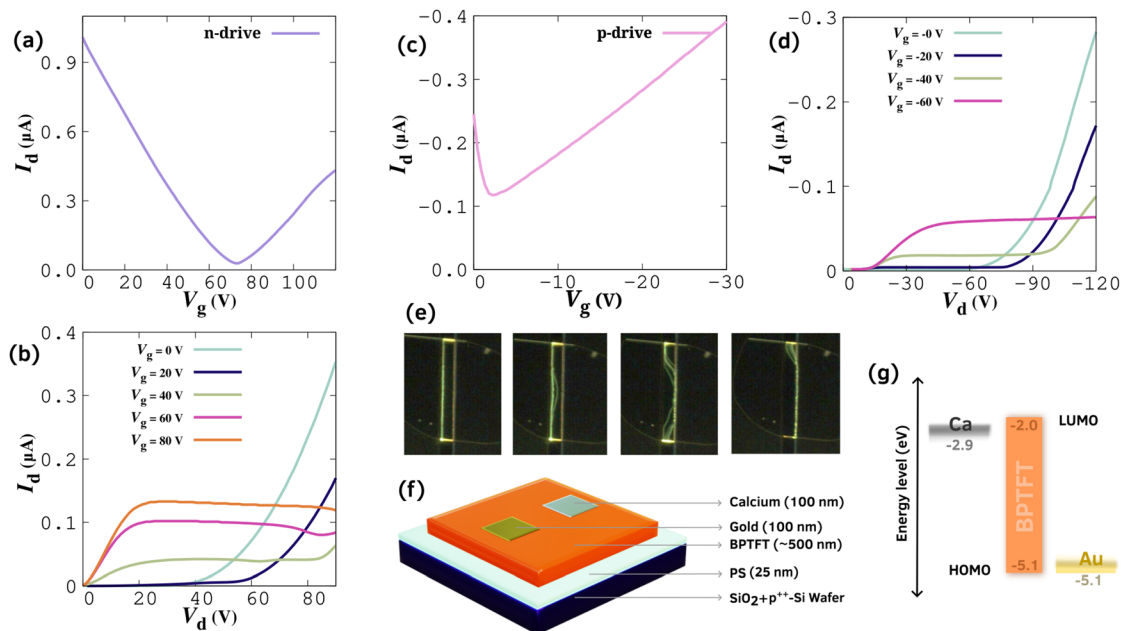 (a)
n-drive
0.9
0.6
0.3
0.0
I_d (μA)
0 20 40 60 80 100
V_g (V)
(c)
p-drive
-0.4
-0.4
-0.3
-0.2
-0.2
-0.1
-0.1
0.0
I_d (μA)
0 -10 -20 -30
V_g (V)
(d)
V_g = -0 V
V_g = -20 V
V_g = -40 V
V_g = -60 V
-0.3
-0.2
-0.1
0
I_d (μA)
0 -30 -60 -90 -120
V_d (V)
(b)
V_g = 0 V
V_g = 20 V
V_g = 40 V
V_g = 60 V
V_g = 80 V
0.4
0.3
0.2
0.1
0
I_d (μA)
0 20 40 60 80
V_d (V)
(e)
(f)
Calcium (100 nm)
Gold (100 nm)
BPTFT (~500 nm)
PS (25 nm)
SiO2+p++-Si Wafer
(g)
Energy level (eV)
Ca
-2.9
-2.0
LUMO
BPTFT
HOMO
-5.1
Au
-5.1